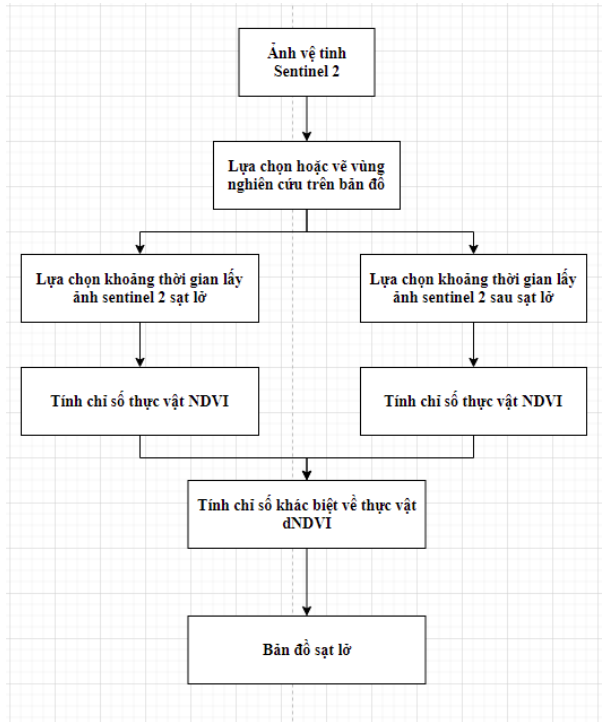 Ảnh vệ tinh
Sentinel 2
Lựa chọn hoặc vẽ vùng
nghiên cứu trên bản đồ
Lựa chọn khoảng thời gian lấy
ảnh sentinel 2 sạt lở
Lựa chọn khoảng thời gian lấy
ảnh sentinel 2 sau sạt lở
Tính chỉ số thực vật NDVI
Tính chỉ số thực vật NDVI
Tính chỉ số khác biệt về thực vật
dNDVI
Bản đồ sạt lở